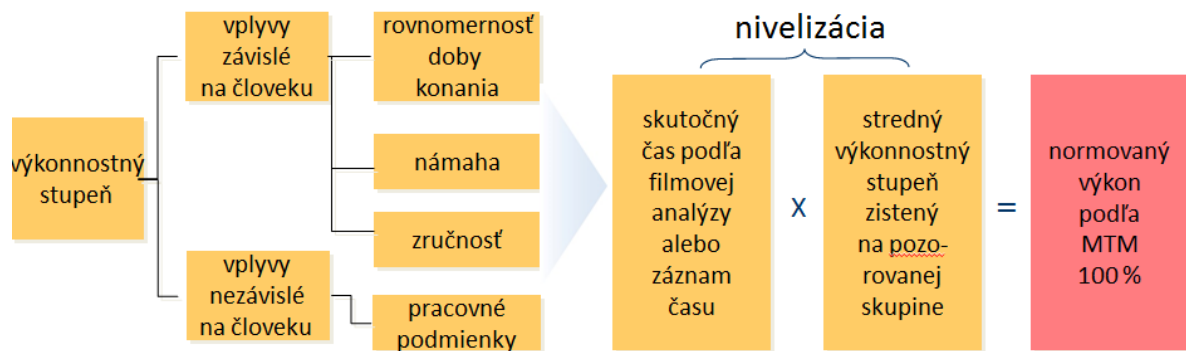 výkonnostný
stupeň
vplyvy
závislé
na človeku
vplyvy
nezávislé
na človeku
rovnomernosť
doby
konania
námaha
zručnosť
pracovné
podmienky
nivelizácia
skutočný
čas podľa
filmovej
analýzy
alebo
záznam
času
x
stredný
výkonnostný
stupeň
zistený
na pozo-
rovanej
skupine
=
normovaný
výkon
podľa
MTM
100 %